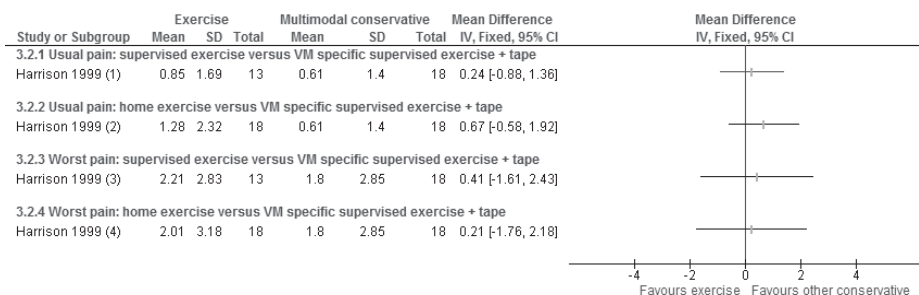 Exercise Multimodal conservative Mean Difference Mean Difference
Study or Subgroup Mean SD Total Mean SD Total IV, Fixed, 95% CI IV, Fixed, 95% CI
3.2.1 Usual pain: supervised exercise versus VM specific supervised exercise + tape
Harrison 1999 (1) 0.85 1.69 13 0.61 1.4 18 0.24 [-0.88, 1.36]
3.2.2 Usual pain: home exercise versus VM specific supervised exercise + tape
Harrison 1999 (2) 1.28 2.32 18 0.61 1.4 18 0.67 [-0.58, 1.92]
3.2.3 Worst pain: supervised exercise versus VM specific supervised exercise + tape
Harrison 1999 (3) 2.21 2.83 13 1.8 2.85 18 0.41 [-1.61, 2.43]
3.2.4 Worst pain: home exercise versus VM specific supervised exercise + tape
Harrison 1999 (4) 2.01 3.18 18 1.8 2.85 18 0.21 [-1.76, 2.18]
-4 -2 0 2 4
Favours exercise Favours other conservative